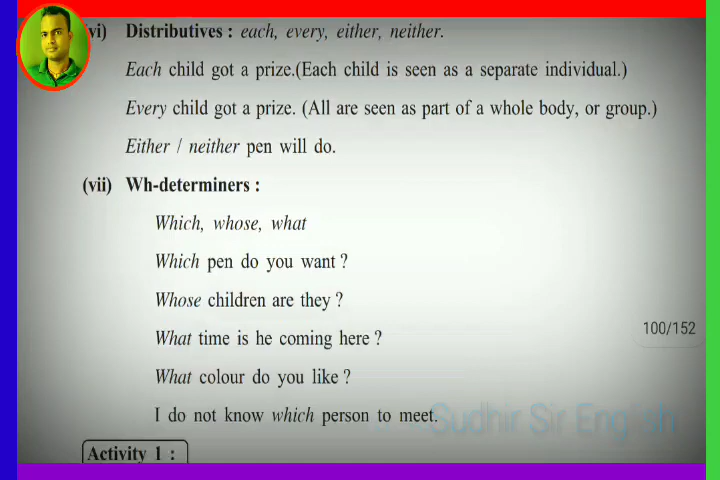 vi) Distributives : each, every, either, neither.
Each child got a prize.(Each child is seen as a separate individual.)
Every child got a prize. (All are seen as part of a whole body, or group.)
Either / neither pen will do.
(vii) Wh-determiners :
Which, whose, what
Which pen do you want ?
Whose children are they ?
What time is he coming here ?
100/152
What colour do you like ?
I do not know which person to meet.
Sudhir Sir English
Activity 1 :